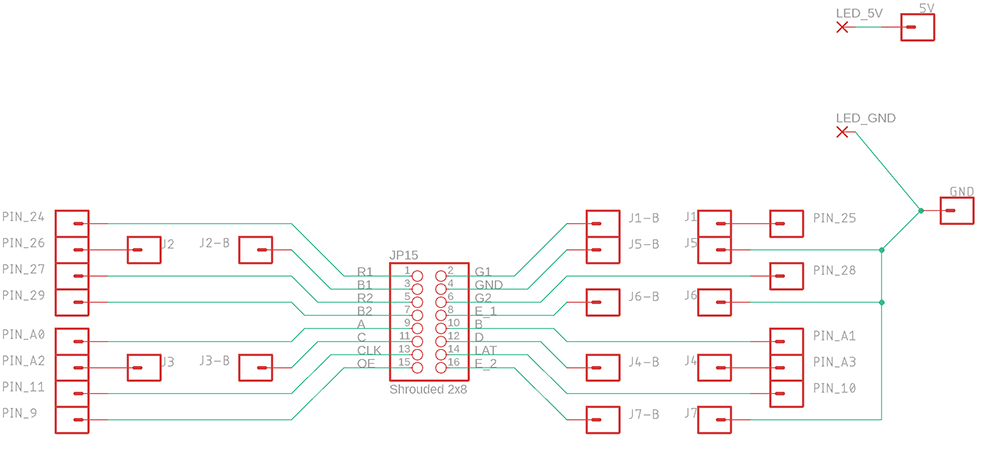 LED_5V
5V
LED_GND
GND
PIN_24
J1-B
J1
PIN_25
PIN_26
J2
J2-B
J5-B
J5
JP15
PIN_27
R1
1
2
G1
PIN_28
B1
3
4
GND
PIN_29
R2
5
6
G2
J6-B
J6
B2
7
8
E_1
A
9
10
B
PIN_A0
C
11
12
D
PIN_A1
PIN_A2
J3
J3-B
CLK
13
14
LAT
J4-B
J4
PIN_A3
OE
15
16
E_2
PIN_11
Shrouded 2x8
PIN_10
PIN_9
J7-B
J7